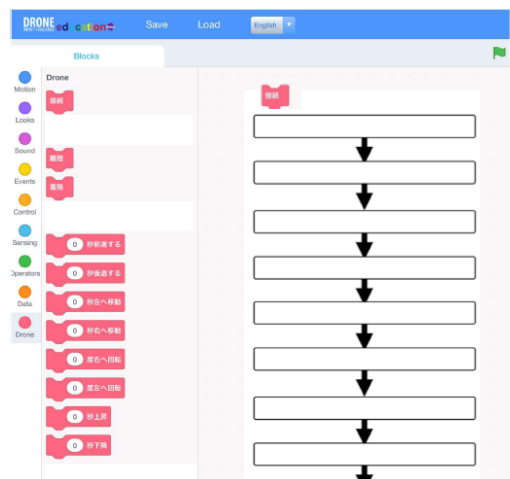 DRONE education Save Load English
IMPACT CHALLENGE
Blocks
Motion
Looks
Sound
Events
Control
Sensing
Operators
Data
Drone
Drone
接続
離陸
着陸
0 秒前進する
0 秒後退する
0 秒左へ移動
0 秒右へ移動
0 度右へ回転
0 度左へ回転
0 秒上昇
0 秒下降
接続